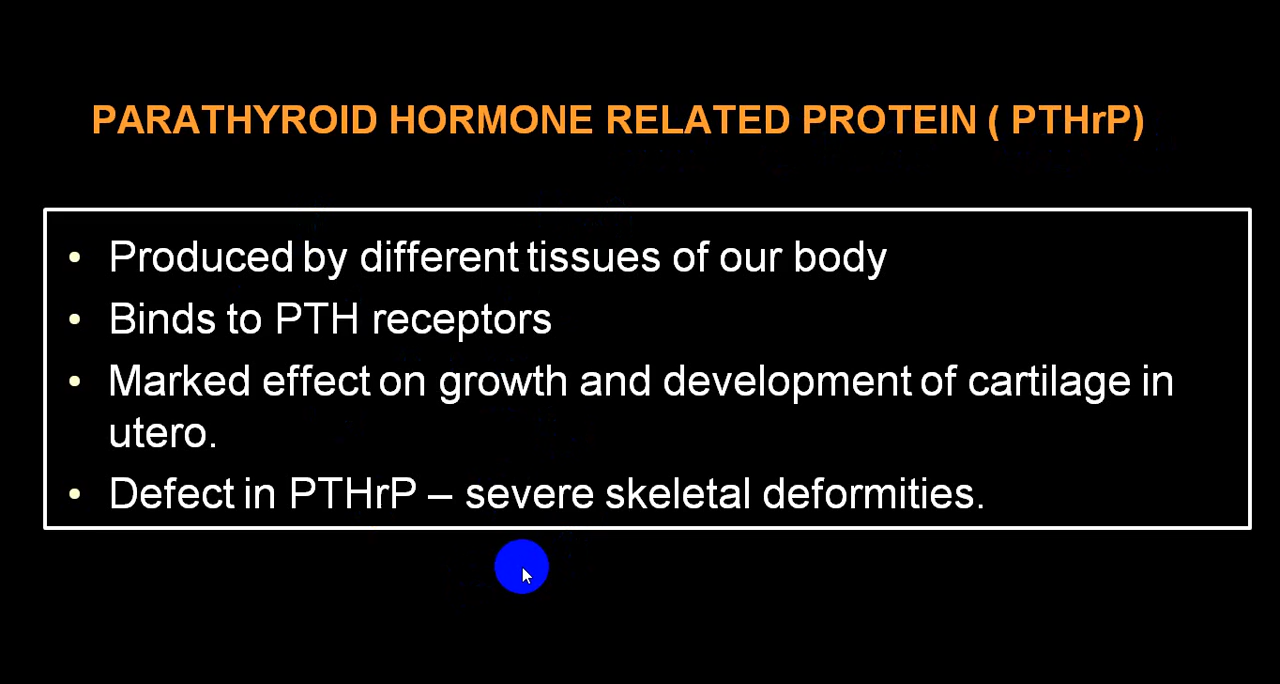 PARATHYROID HORMONE RELATED PROTEIN ( PTHrP)
• Produced by different tissues of our body
• Binds to PTH receptors
• Marked effect on growth and development of cartilage in
utero.
• Defect in PTHrP – severe skeletal deformities.